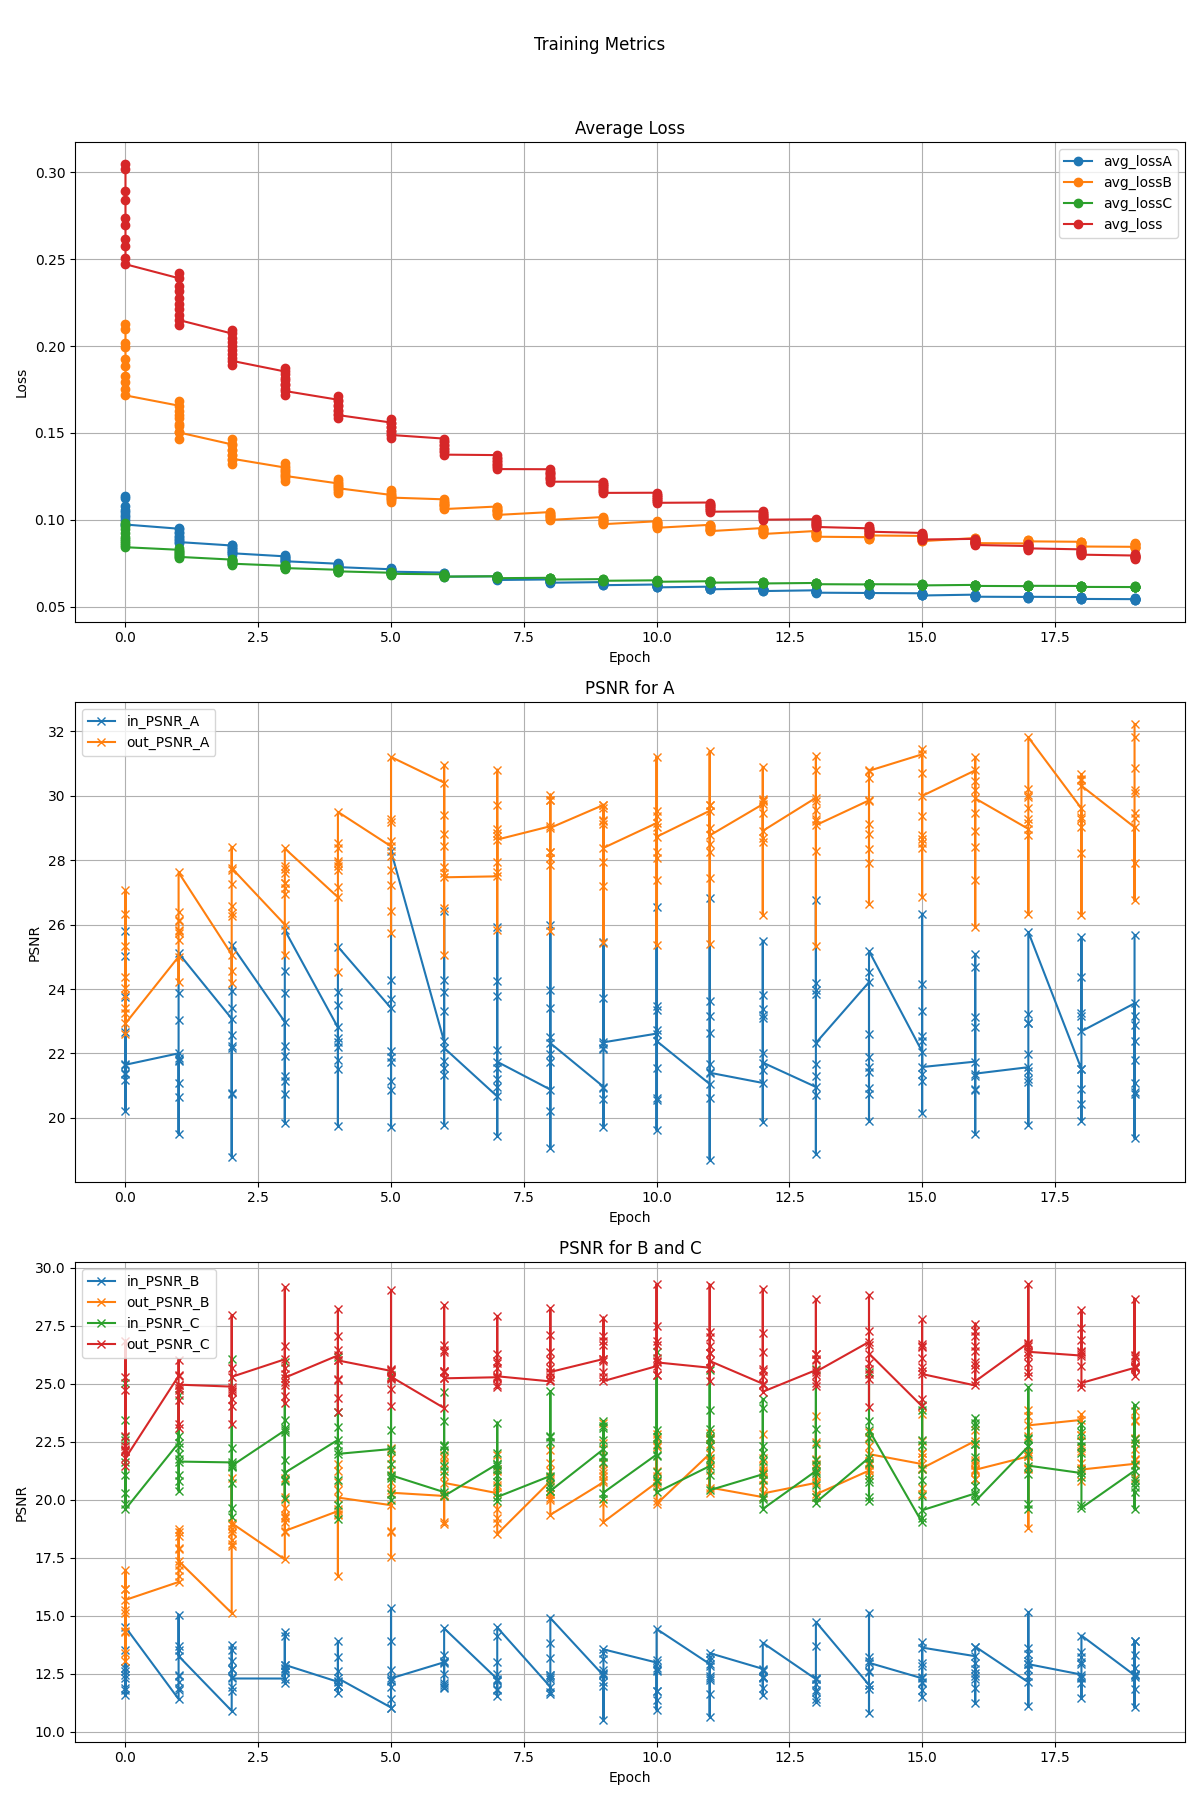 Training Metrics
Average Loss
0.30
0.25
0.20
0.15
0.10
0.05
Loss
avg_lossA
avg_lossB
avg_lossC
avg_loss
0.0 2.5 5.0 7.5 10.0 12.5 15.0 17.5
Epoch
PSNR for A
32
30
28
26
24
22
20
PSNR
in_PSNR_A
out_PSNR_A
0.0 2.5 5.0 7.5 10.0 12.5 15.0 17.5
Epoch
PSNR for B and C
30.0
27.5
25.0
22.5
20.0
17.5
15.0
12.5
10.0
PSNR
in_PSNR_B
out_PSNR_B
in_PSNR_C
out_PSNR_C
0.0 2.5 5.0 7.5 10.0 12.5 15.0 17.5
Epoch